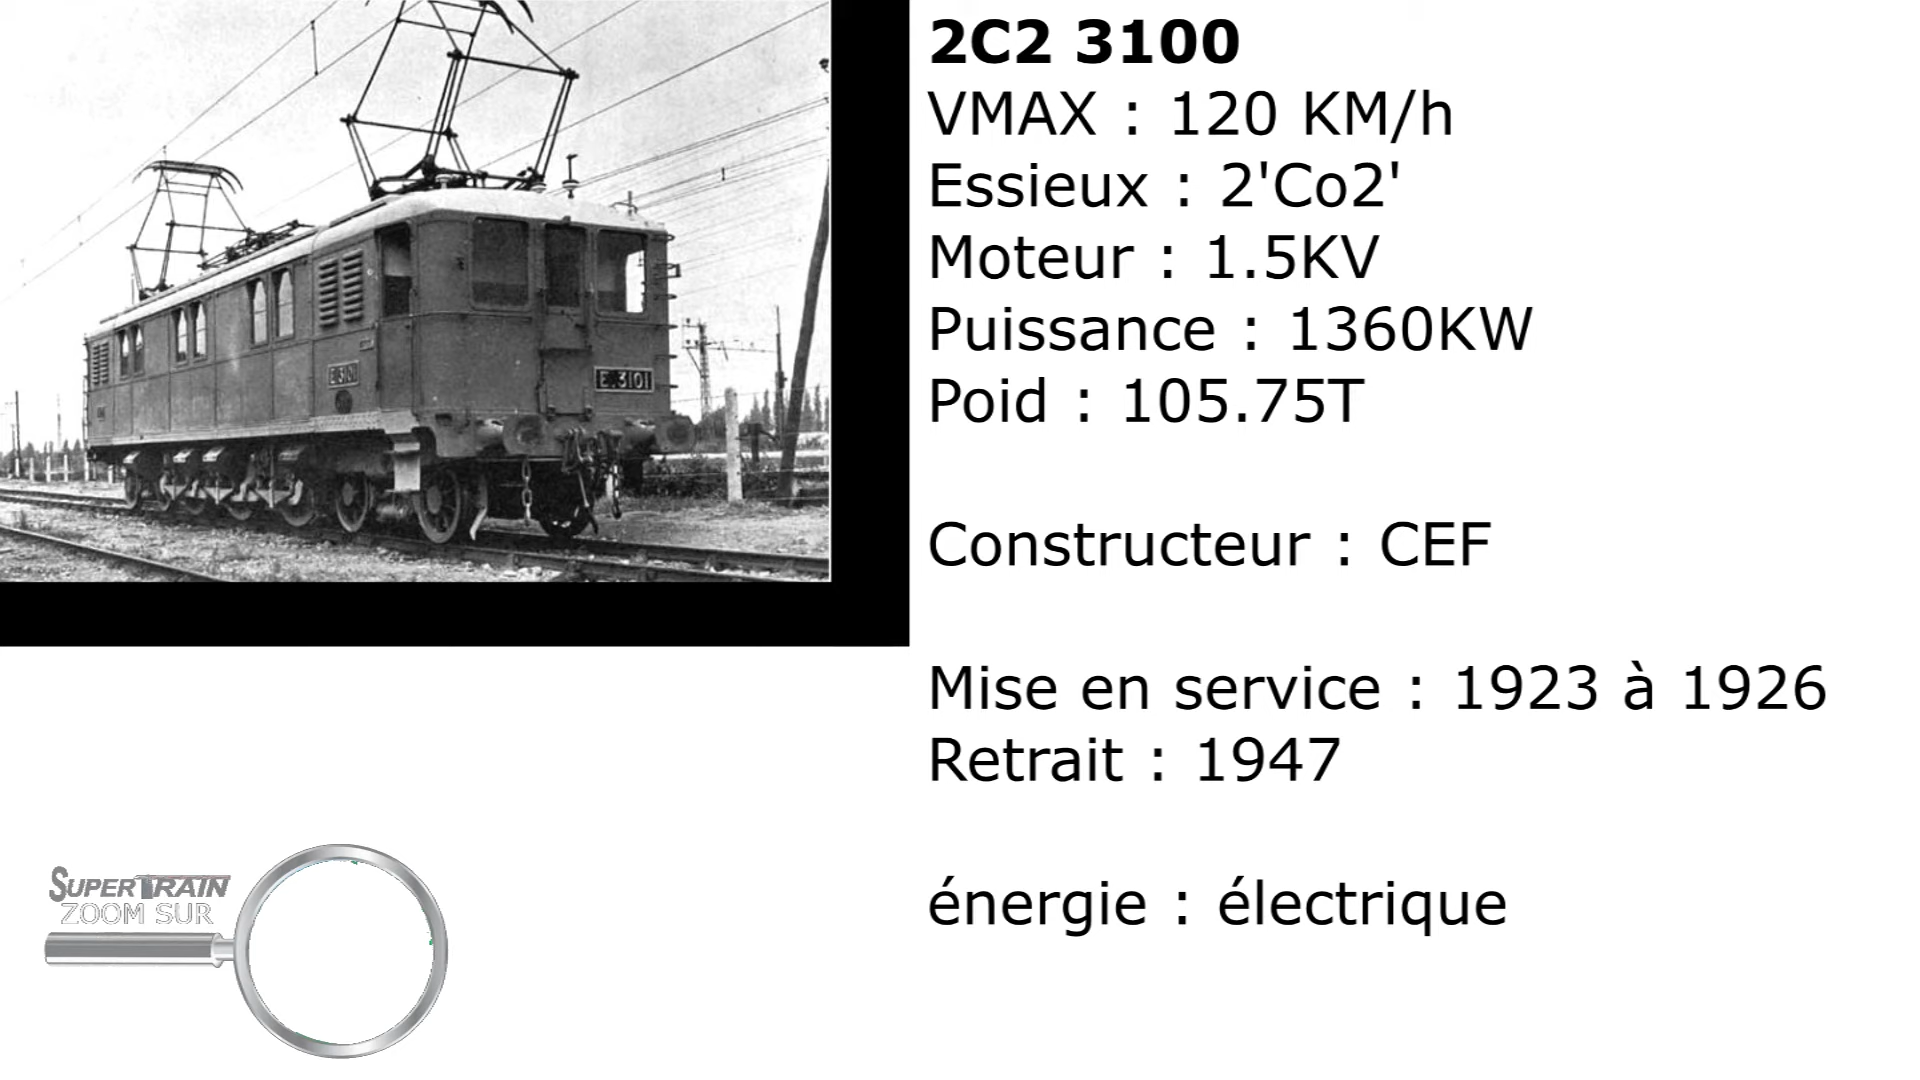 2C2 3100
VMAX : 120 KM/h
Essieux : 2'Co2'
Moteur : 1.5KV
Puissance : 1360KW
Poid : 105.75T
Constructeur : CEF
Mise en service : 1923 à 1926
Retrait : 1947
énergie : électrique
E.3101
E.3101
SUPERTRAIN
ZOOM SUR